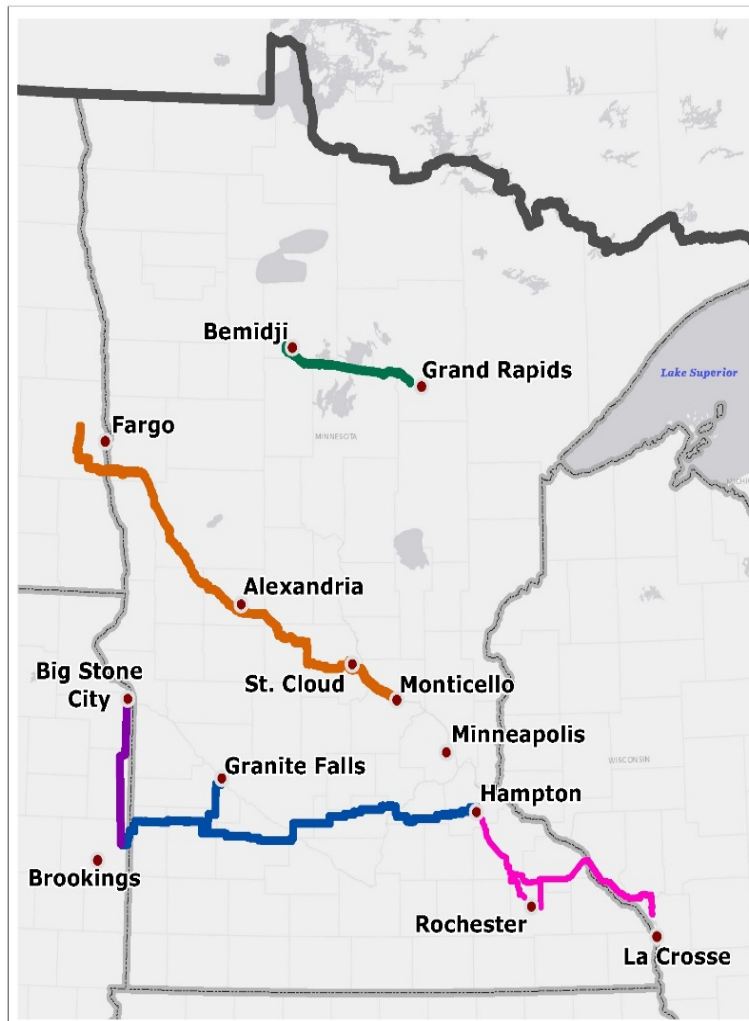 Bemidji
Grand Rapids
Lake Superior
Fargo
MINNESOTA
Alexandria
Big Stone
City
St. Cloud
Monticello
Minneapolis
WISCONSIN
Granite Falls
Hampton
Brookings
Rochester
La Crosse